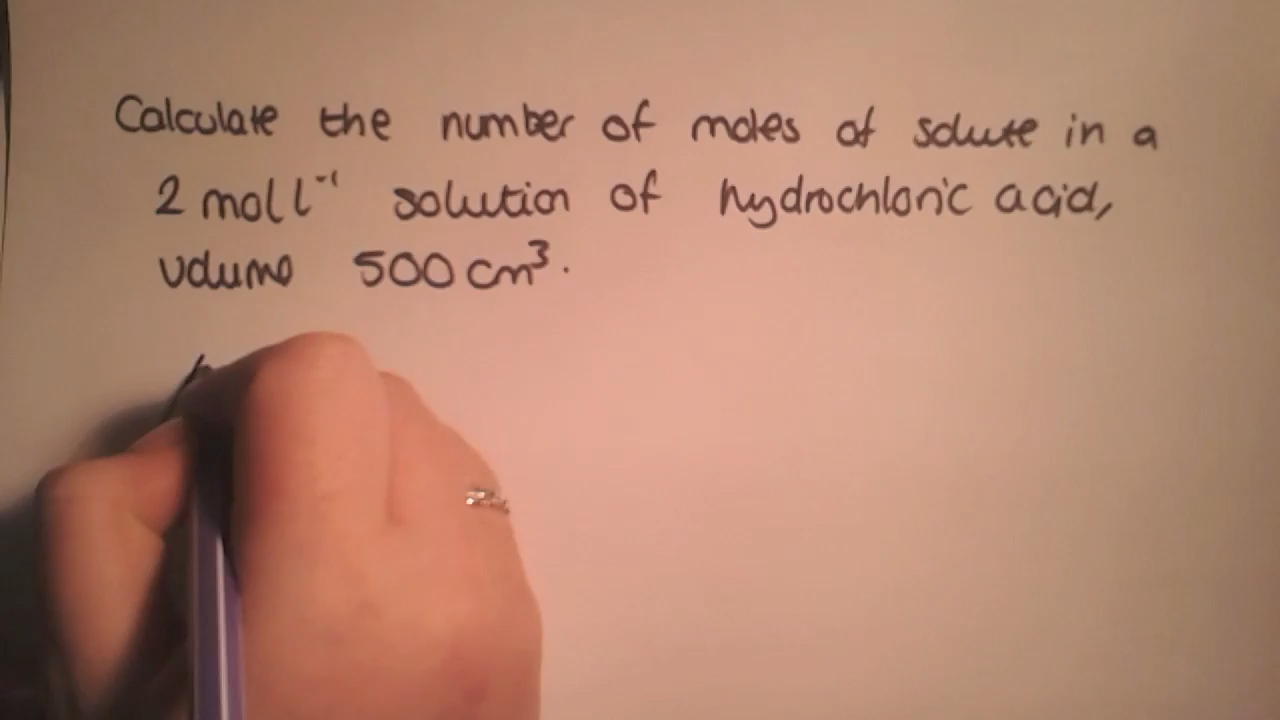 Calculate the number of moles of solute in a
2 mol l⁻¹ solution of hydrochloric acid,
volume 500 cm³.